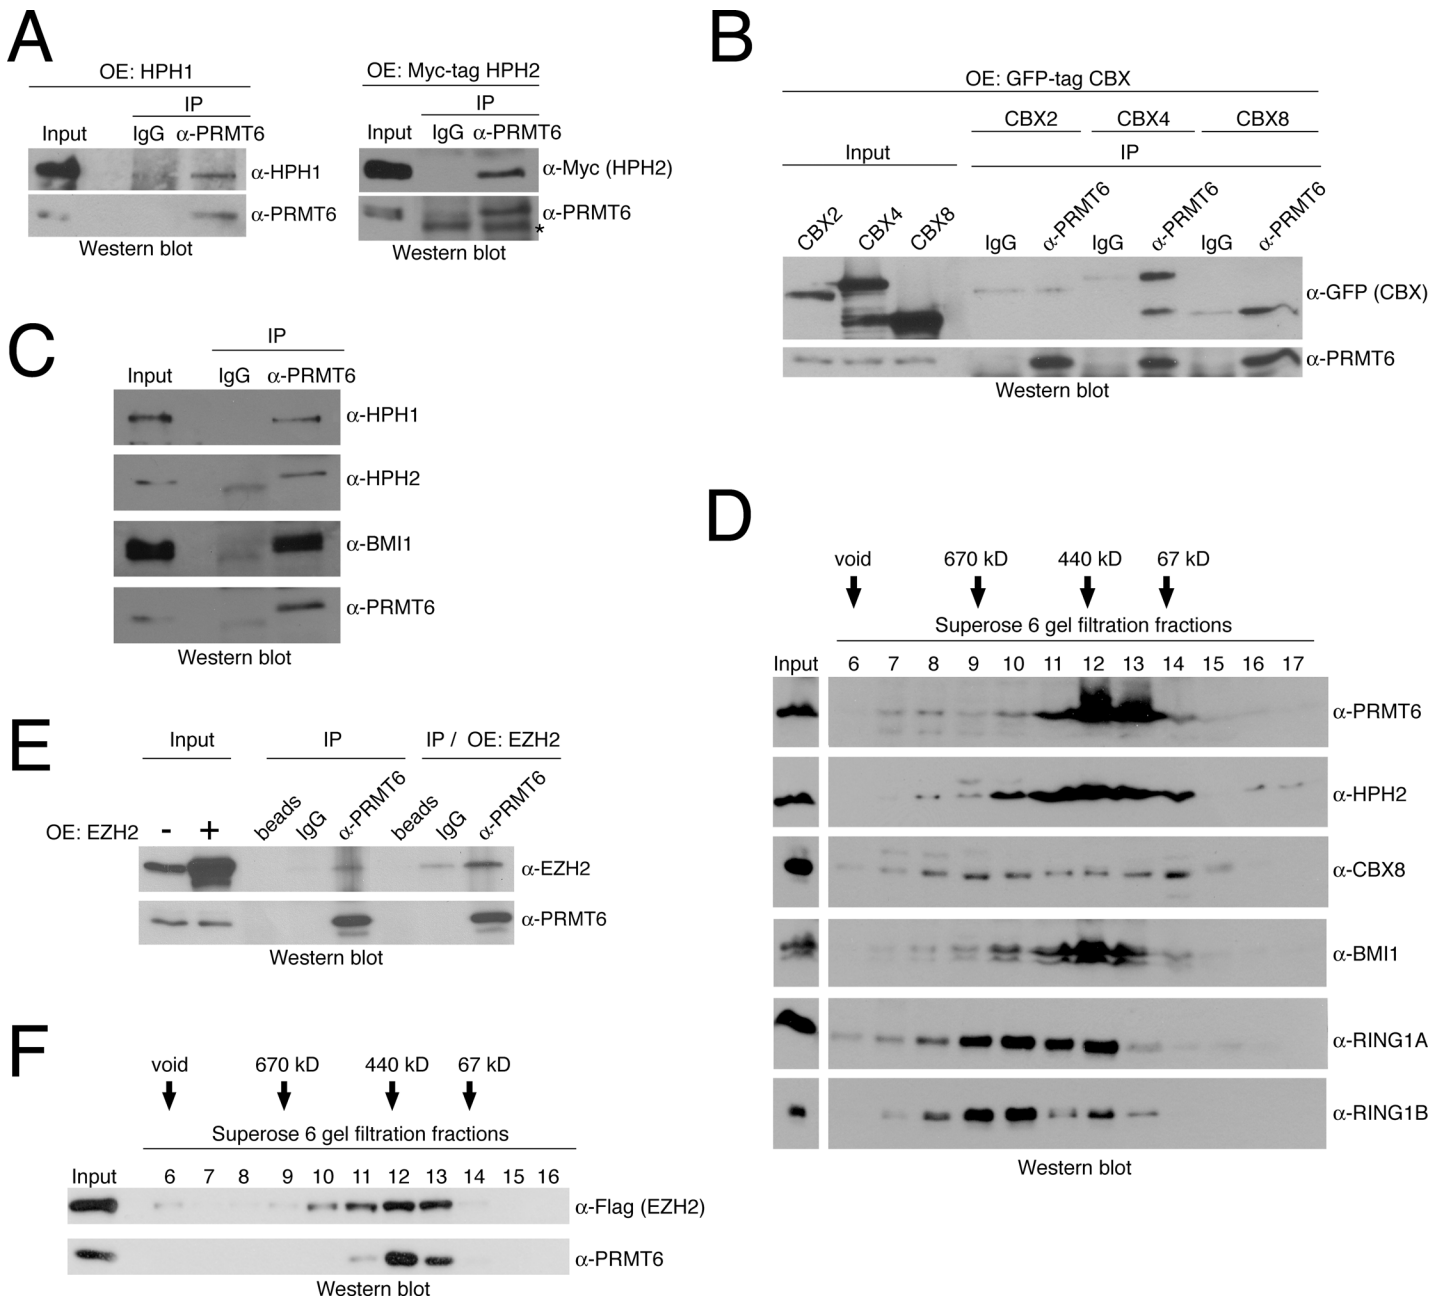 A
OE: HPH1
IP
Input IgG α-PRMT6
α-HPH1
α-PRMT6
Western blot
OE: Myc-tag HPH2
IP
Input IgG α-PRMT6
α-Myc (HPH2)
α-PRMT6
*
Western blot
B
OE: GFP-tag CBX
CBX2 CBX4 CBX8
Input IP
CBX2 CBX4 CBX8 IgG α-PRMT6 IgG α-PRMT6 IgG α-PRMT6
α-GFP (CBX)
α-PRMT6
Western blot
C
IP
Input IgG α-PRMT6
α-HPH1
α-HPH2
α-BMI1
α-PRMT6
Western blot
D
void 670 kD 440 kD 67 kD
Superose 6 gel filtration fractions
Input 6 7 8 9 10 11 12 13 14 15 16 17
α-PRMT6
α-HPH2
α-CBX8
α-BMI1
α-RING1A
α-RING1B
Western blot
E
Input IP IP / OE: EZH2
OE: EZH2 - + beads IgG α-PRMT6 beads IgG α-PRMT6
α-EZH2
α-PRMT6
Western blot
F
void 670 kD 440 kD 67 kD
Superose 6 gel filtration fractions
Input 6 7 8 9 10 11 12 13 14 15 16
α-Flag (EZH2)
α-PRMT6
Western blot